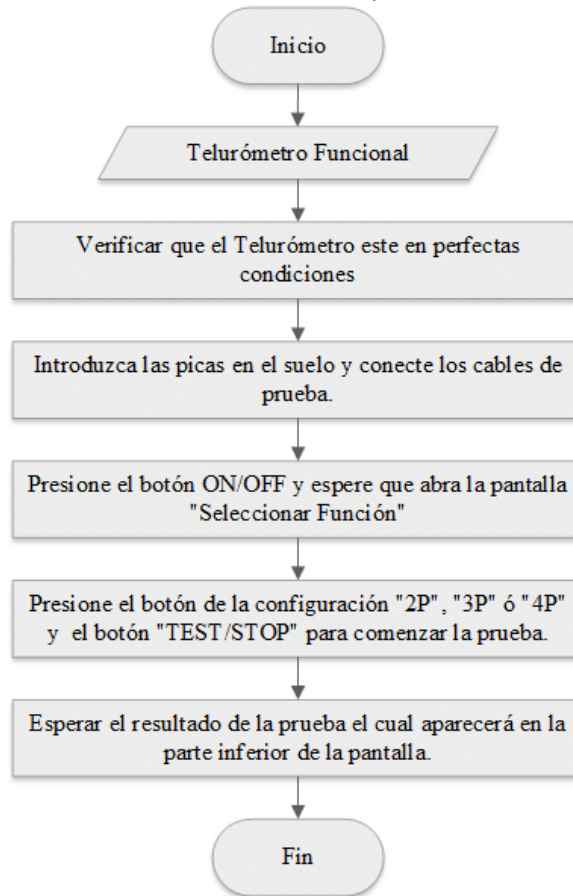 Inicio
Telurómetro Funcional
Verificar que el Telurómetro este en perfectas
condiciones
Introduzca las picas en el suelo y conecte los cables de
prueba.
Presione el botón ON/OFF y espere que abra la pantalla
"Seleccionar Función"
Presione el botón de la configuración "2P", "3P" ó "4P"
y el botón "TEST/STOP" para comenzar la prueba.
Esperar el resultado de la prueba el cual aparecerá en la
parte inferior de la pantalla.
Fin